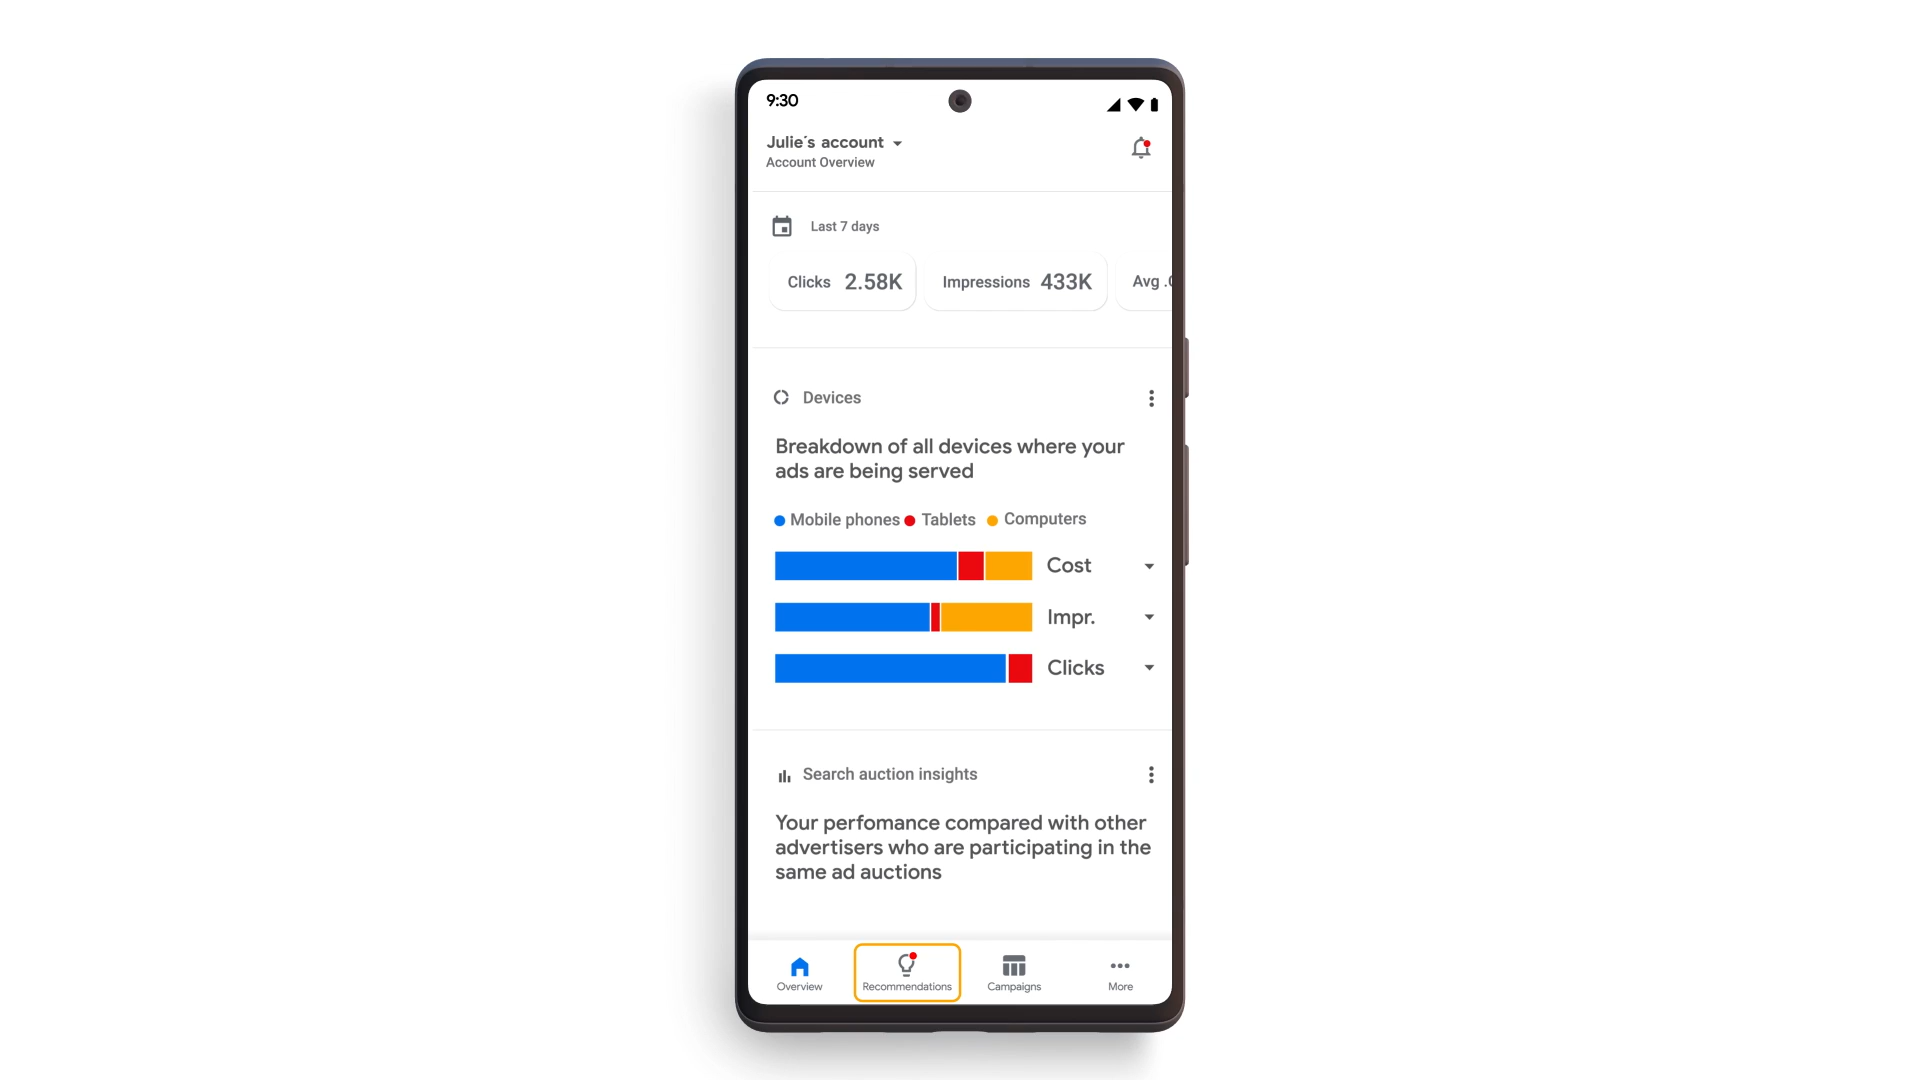 9:30
Julie´s account
Account Overview
Last 7 days
Clicks 2.58K Impressions 433K Avg .
Devices
Breakdown of all devices where your
ads are being served
Mobile phones Tablets Computers
Cost
Impr.
Clicks
Search auction insights
Your perfomance compared with other
advertisers who are participating in the
same ad auctions
Overview Recommendations Campaigns More